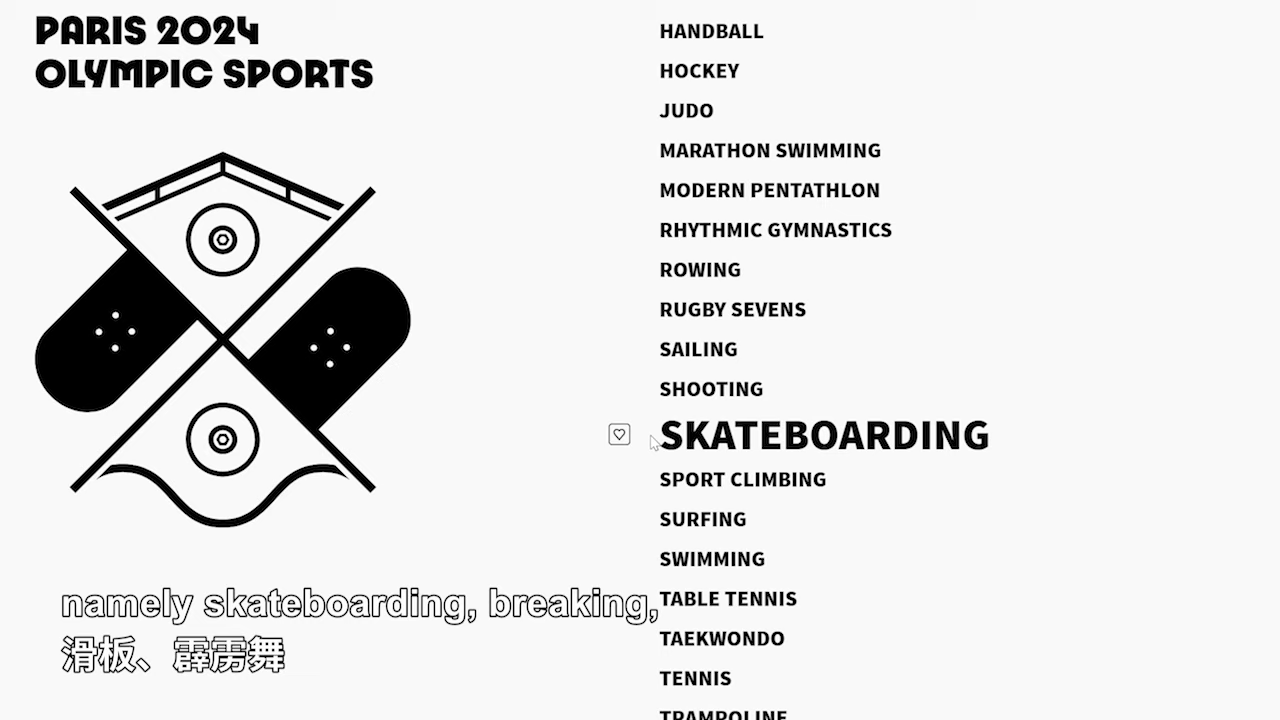 PARIS 2024
OLYMPIC SPORTS
HANDBALL
HOCKEY
JUDO
MARATHON SWIMMING
MODERN PENTATHLON
RHYTHMIC GYMNASTICS
ROWING
RUGBY SEVENS
SAILING
SHOOTING
SKATEBOARDING
SPORT CLIMBING
SURFING
SWIMMING
TABLE TENNIS
TAEKWONDO
TENNIS
TRAMPOLINE
namely skateboarding, breaking,
滑板、霹雳舞